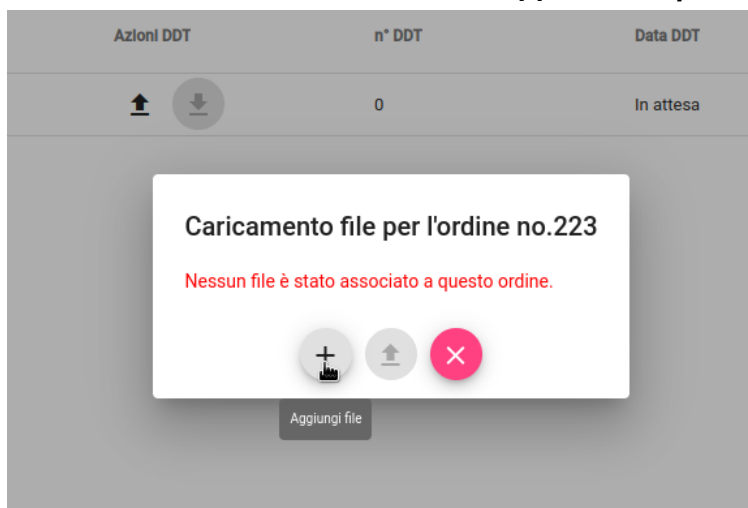 Azioni DDT n° DDT Data DDT
0 In attesa
Caricamento file per l'ordine no.223
Nessun file è stato associato a questo ordine.
Aggiungi file